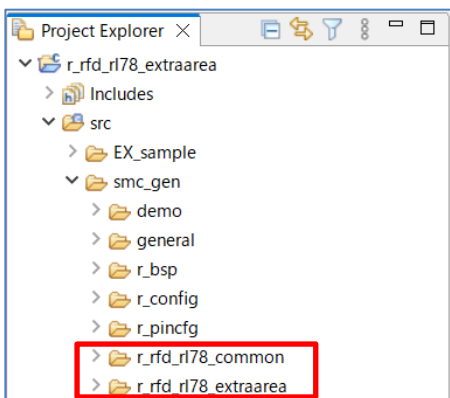 Project Explorer
r_rfd_rl78_extraarea
Includes
src
EX_sample
smc_gen
demo
general
r_bsp
r_config
r_pincfg
r_rfd_rl78_common
r_rfd_rl78_extraarea